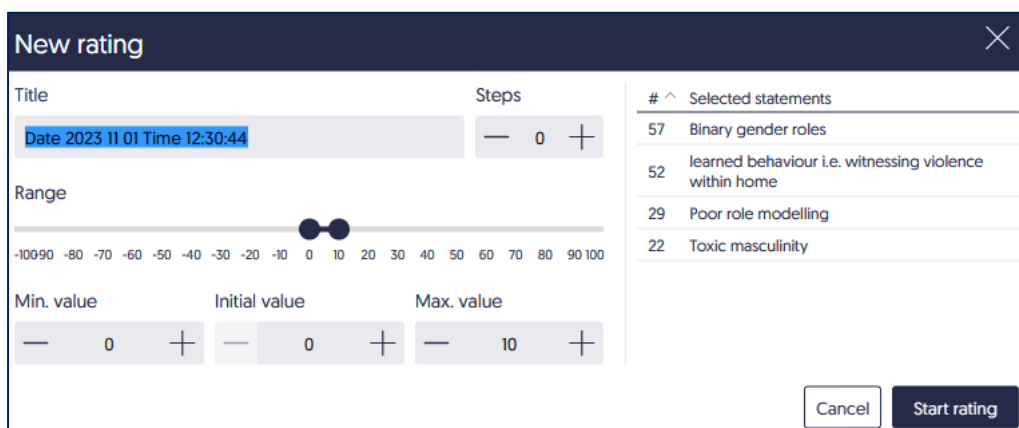 New rating
Title
Steps
# Selected statements
Date 2023 11 01 Time 12:30:44
0
57 Binary gender roles
52 learned behaviour i.e. witnessing violence
within home
Range
29 Poor role modelling
22 Toxic masculinity
-100-90 -80 -70 -60 -50 -40 -30 -20 -10 0 10 20 30 40 50 60 70 80 90 100
Min. value
Initial value
Max. value
0
0
10
Cancel
Start rating